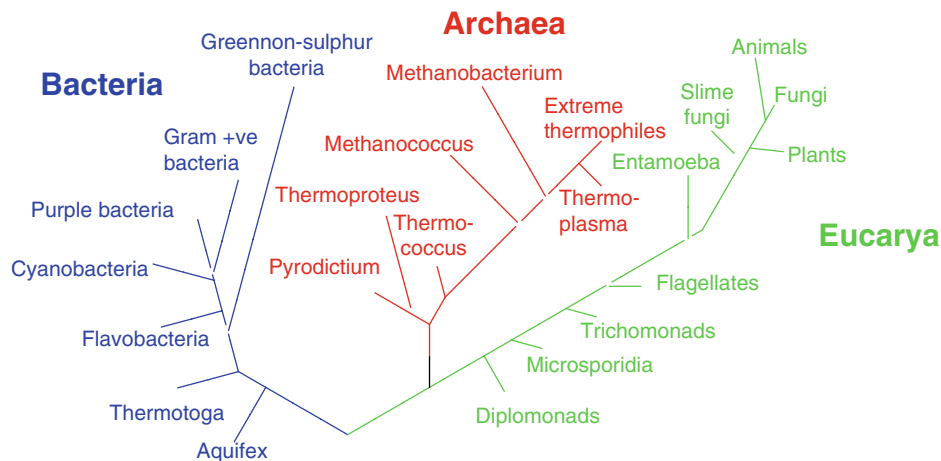 Archaea
Greennon-sulphur
bacteria
Bacteria
Gram +ve
bacteria
Purple bacteria
Cyanobacteria
Flavobacteria
Thermotoga
Aquifex
Methanobacterium
Extreme
thermophiles
Methanococcus
Thermoproteus
Thermo-
coccus
Thermo-
plasma
Pyrodictium
Animals
Slime
fungi
Fungi
Entamoeba
Plants
Eucarya
Flagellates
Trichomonads
Microsporidia
Diplomonads